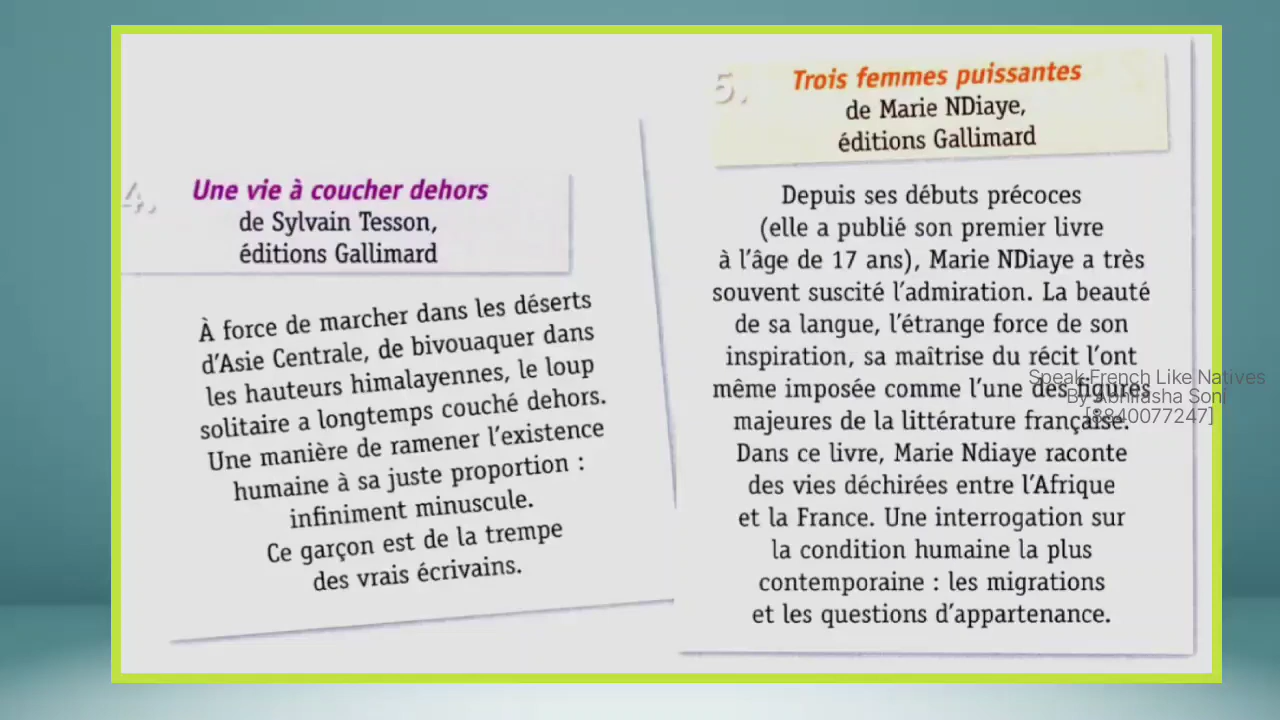 4.
Une vie à coucher dehors
de Sylvain Tesson,
éditions Gallimard
À force de marcher dans les déserts
d'Asie Centrale, de bivouaquer dans
les hauteurs himalayennes, le loup
solitaire a longtemps couché dehors.
Une manière de ramener l'existence
humaine à sa juste proportion :
infiniment minuscule.
Ce garçon est de la trempe
des vrais écrivains.
5.
Trois femmes puissantes
de Marie NDiaye,
éditions Gallimard
Depuis ses débuts précoces
(elle a publié son premier livre
à l'âge de 17 ans), Marie NDiaye a très
souvent suscité l'admiration. La beauté
de sa langue, l'étrange force de son
inspiration, sa maîtrise du récit l'ont
même imposée comme l'une des figures
majeures de la littérature française.
Dans ce livre, Marie Ndiaye raconte
des vies déchirées entre l'Afrique
et la France. Une interrogation sur
la condition humaine la plus
contemporaine : les migrations
et les questions d'appartenance.
Speak French Like Natives
By Abhilasha Soni
[8840077247]